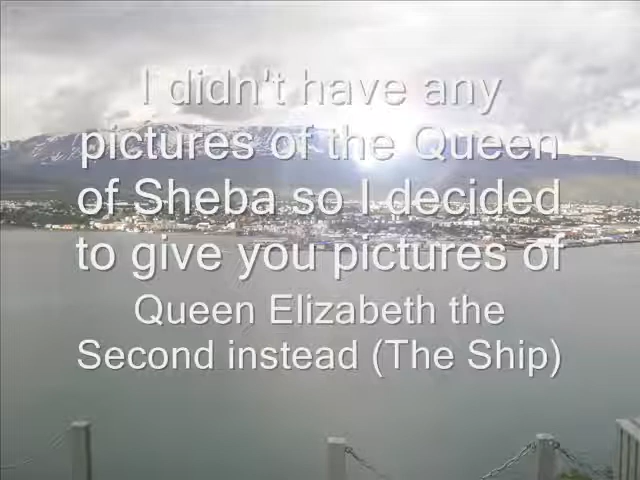 I didn't have any
pictures of the Queen
of Sheba so I decided
to give you pictures of
Queen Elizabeth the
Second instead (The Ship)